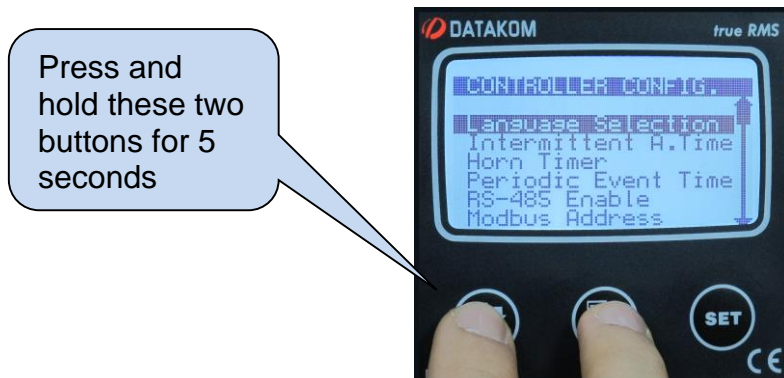 Press and
hold these two
buttons for 5
seconds
DATAKOM
true RMS
CONTROLLER CONFIG.
Language Selection
Intermittent A.Time
Horn Timer
Periodic Event Time
RS-485 Enable
Modbus Address
SET
CE